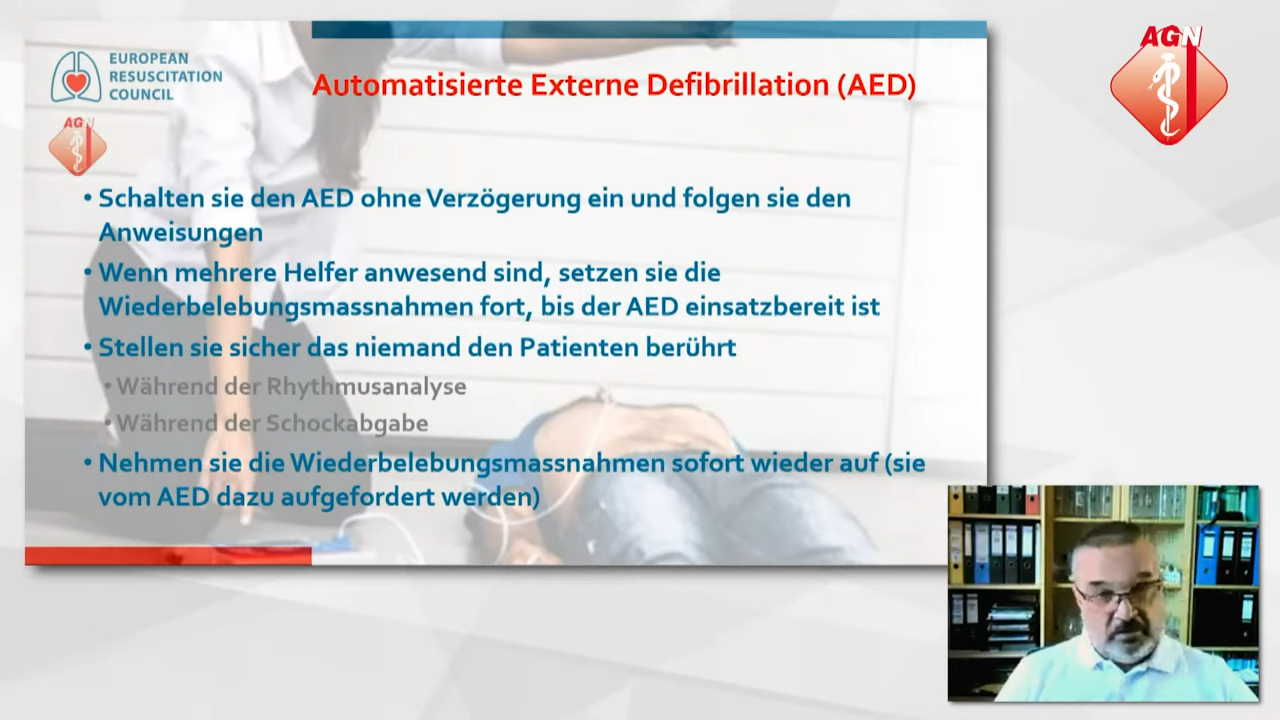 EUROPEAN
RESUSCITATION
COUNCIL
Automatisierte Externe Defibrillation (AED)
AGN
AGN
• Schalten sie den AED ohne Verzögerung ein und folgen sie den
Anweisungen
• Wenn mehrere Helfer anwesend sind, setzen sie die
Wiederbelebungsmassnahmen fort, bis der AED einsatzbereit ist
• Stellen sie sicher das niemand den Patienten berührt
• Während der Rhythmusanalyse
• Während der Schockabgabe
• Nehmen sie die Wiederbelebungsmassnahmen sofort wieder auf (sie
vom AED dazu aufgefordert werden)